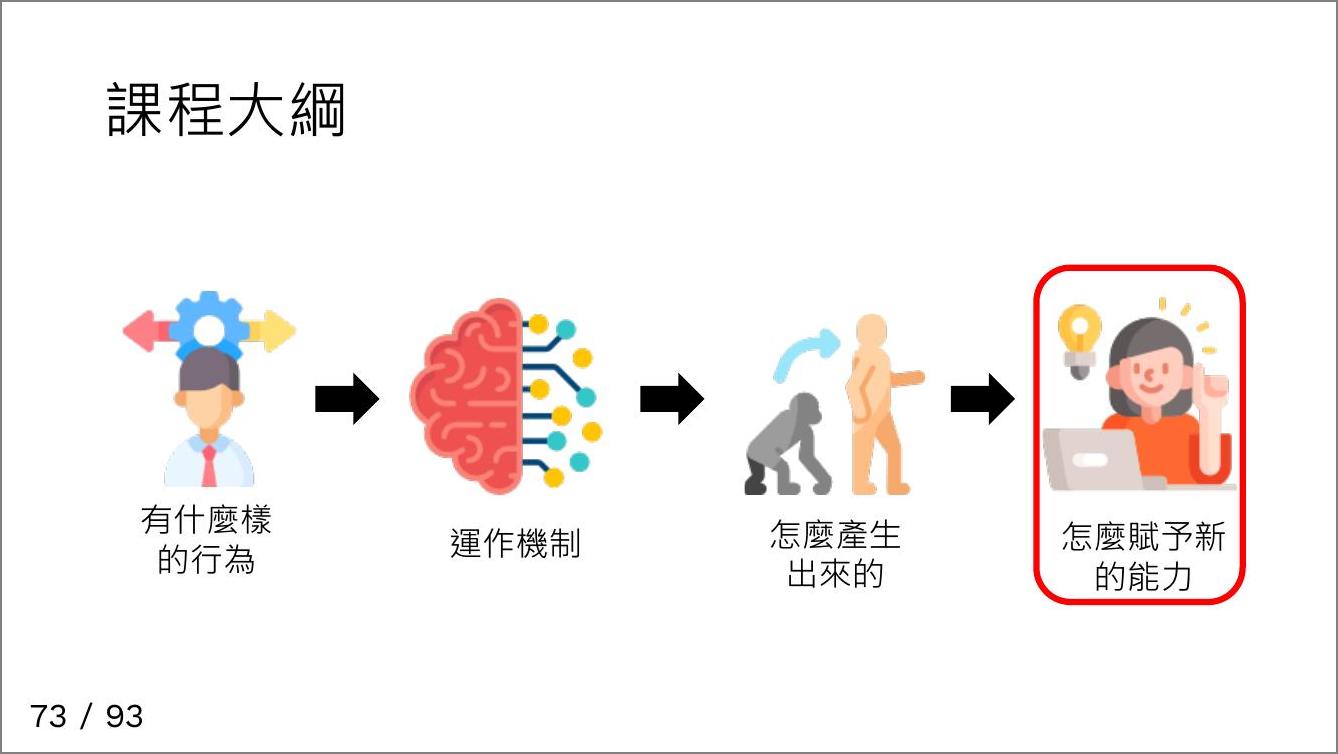 課程大綱
有什麼樣
的行為
運作機制
怎麼產生
出來的
怎麼賦予新
的能力
73 / 93